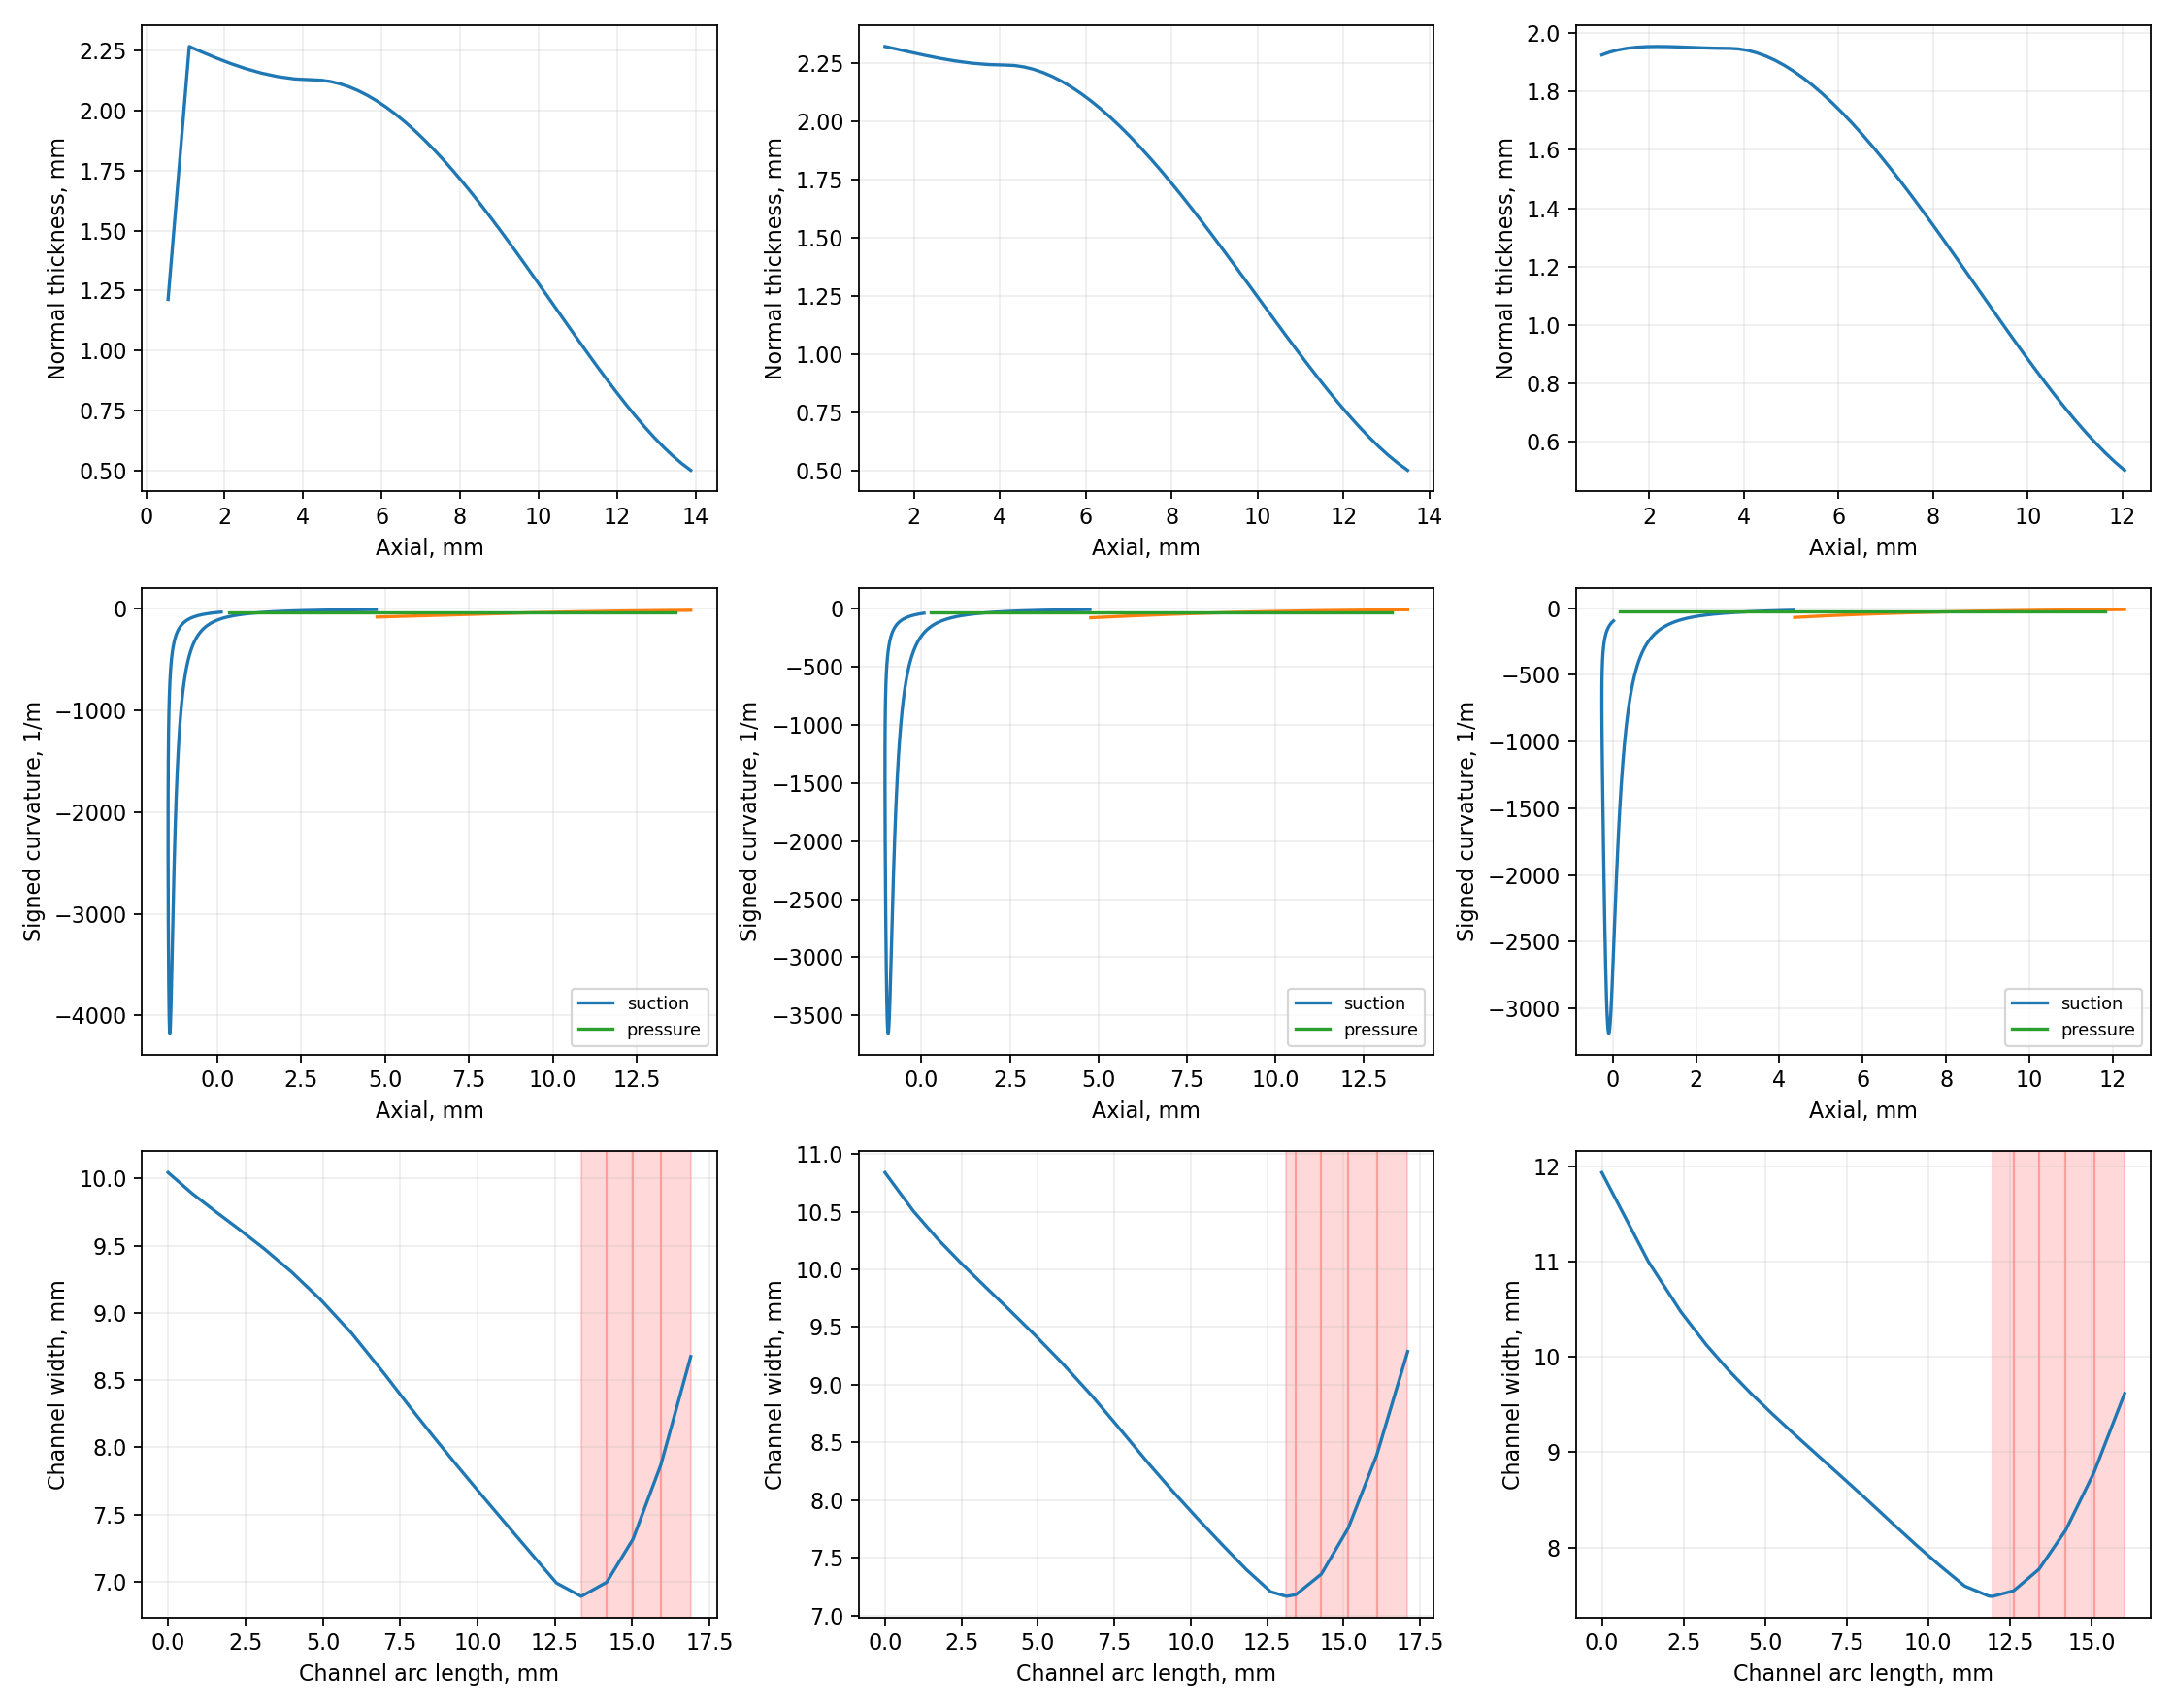 2.25
2.00
1.75
1.50
1.25
1.00
0.75
0.50
Normal thickness, mm
0 2 4 6 8 10 12 14
Axial, mm
2.25
2.00
1.75
1.50
1.25
1.00
0.75
0.50
Normal thickness, mm
2 4 6 8 10 12 14
Axial, mm
2.0
1.8
1.6
1.4
1.2
1.0
0.8
0.6
Normal thickness, mm
2 4 6 8 10 12
Axial, mm
0
−1000
−2000
−3000
−4000
Signed curvature, 1/m
suction
pressure
0.0 2.5 5.0 7.5 10.0 12.5
Axial, mm
0
−500
−1000
−1500
−2000
−2500
−3000
−3500
Signed curvature, 1/m
suction
pressure
0.0 2.5 5.0 7.5 10.0 12.5
Axial, mm
0
−500
−1000
−1500
−2000
−2500
−3000
Signed curvature, 1/m
suction
pressure
0 2 4 6 8 10 12
Axial, mm
10.0
9.5
9.0
8.5
8.0
7.5
7.0
Channel width, mm
0.0 2.5 5.0 7.5 10.0 12.5 15.0 17.5
Channel arc length, mm
11.0
10.5
10.0
9.5
9.0
8.5
8.0
7.5
7.0
Channel width, mm
0.0 2.5 5.0 7.5 10.0 12.5 15.0 17.5
Channel arc length, mm
12
11
10
9
8
Channel width, mm
0.0 2.5 5.0 7.5 10.0 12.5 15.0
Channel arc length, mm